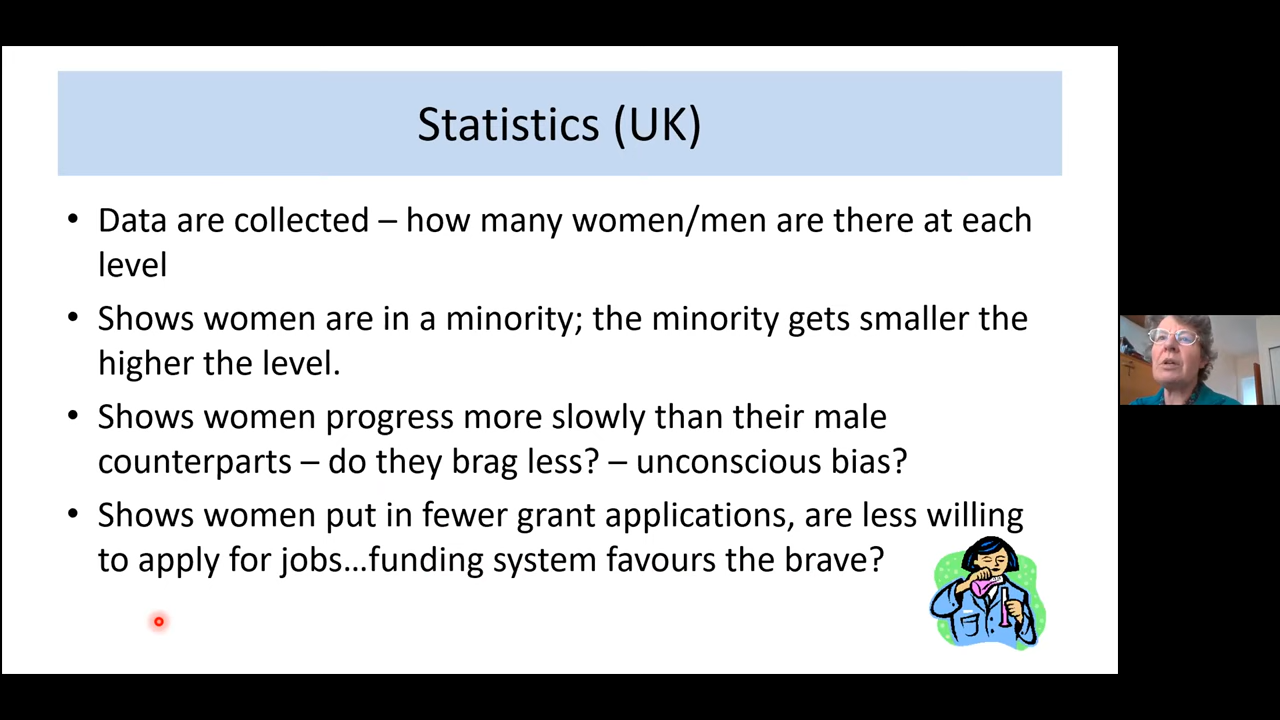 Statistics (UK)
• Data are collected – how many women/men are there at each
level
• Shows women are in a minority; the minority gets smaller the
higher the level.
• Shows women progress more slowly than their male
counterparts – do they brag less? – unconscious bias?
• Shows women put in fewer grant applications, are less willing
to apply for jobs…funding system favours the brave?